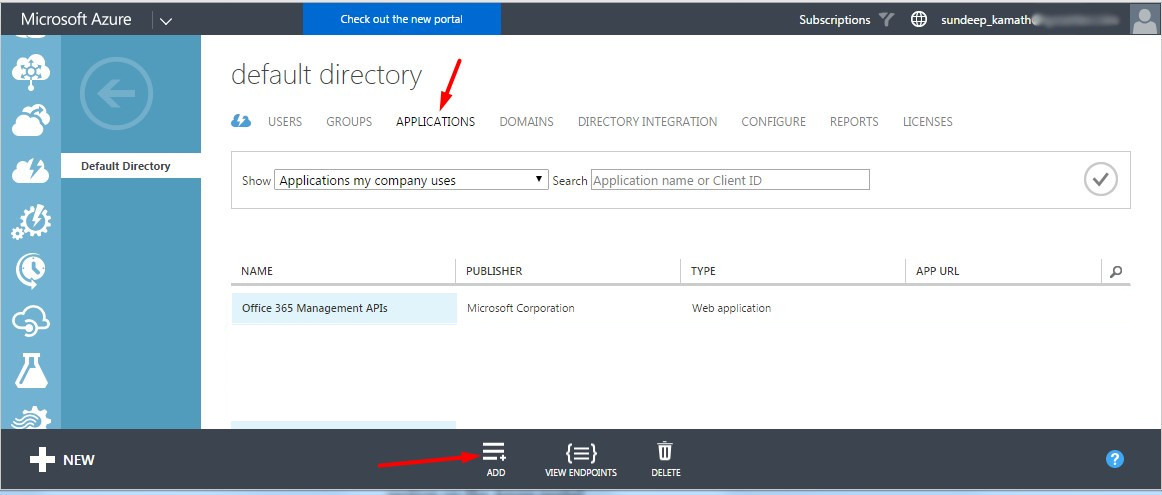 Microsoft Azure
Check out the new portal
Subscriptions
sundeep_kamath@
default directory
USERS GROUPS APPLICATIONS DOMAINS DIRECTORY INTEGRATION CONFIGURE REPORTS LICENSES
Default Directory
Show Applications my company uses Search Application name or Client ID
NAME PUBLISHER TYPE APP URL
Office 365 Management APIs Microsoft Corporation Web application
NEW
ADD VIEW ENDPOINTS DELETE
?